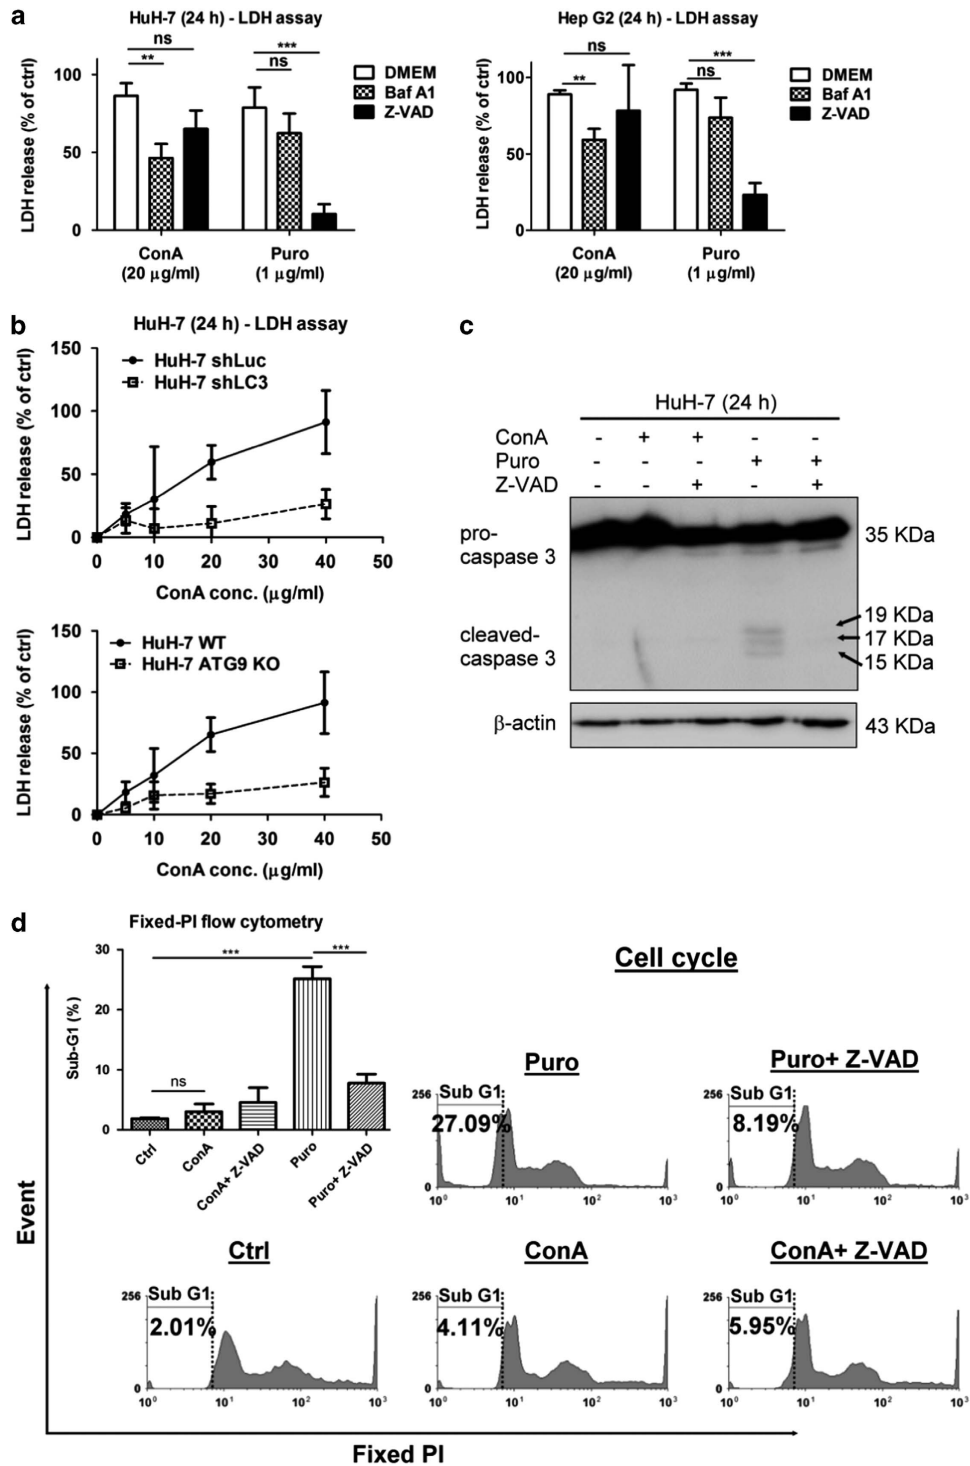 a
HuH-7 (24 h) - LDH assay
ns
**
***
ns
LDH release (% of ctrl)
100
50
0
DMEM
Baf A1
Z-VAD
ConA
(20 μg/ml)
Puro
(1 μg/ml)
Hep G2 (24 h) - LDH assay
ns
**
***
ns
LDH release (% of ctrl)
100
50
0
DMEM
Baf A1
Z-VAD
ConA
(20 μg/ml)
Puro
(1 μg/ml)
b
HuH-7 (24 h) - LDH assay
LDH release (% of ctrl)
150
100
50
0
HuH-7 shLuc
HuH-7 shLC3
0 10 20 30 40 50
ConA conc. (μg/ml)
LDH release (% of ctrl)
150
100
50
0
HuH-7 WT
HuH-7 ATG9 KO
0 10 20 30 40 50
ConA conc. (μg/ml)
c
HuH-7 (24 h)
ConA - + + - -
Puro - - - + +
Z-VAD - - + - +
pro-
caspase 3
35 KDa
cleaved-
caspase 3
19 KDa
17 KDa
15 KDa
β-actin
43 KDa
d
Fixed-PI flow cytometry
***
***
ns
Sub-G1 (%)
30
20
10
0
Ctrl
ConA
ConA+ Z-VAD
Puro
Puro+ Z-VAD
Cell cycle
Puro
256
Sub G1
27.09%
0
10⁰ 10¹ 10² 10³
Puro+ Z-VAD
256
Sub G1
8.19%
0
10⁰ 10¹ 10² 10³
Ctrl
256
Sub G1
2.01%
0
10⁰ 10¹ 10² 10³
ConA
256
Sub G1
4.11%
0
10⁰ 10¹ 10² 10³
ConA+ Z-VAD
256
Sub G1
5.95%
0
10⁰ 10¹ 10² 10³
Event
Fixed PI